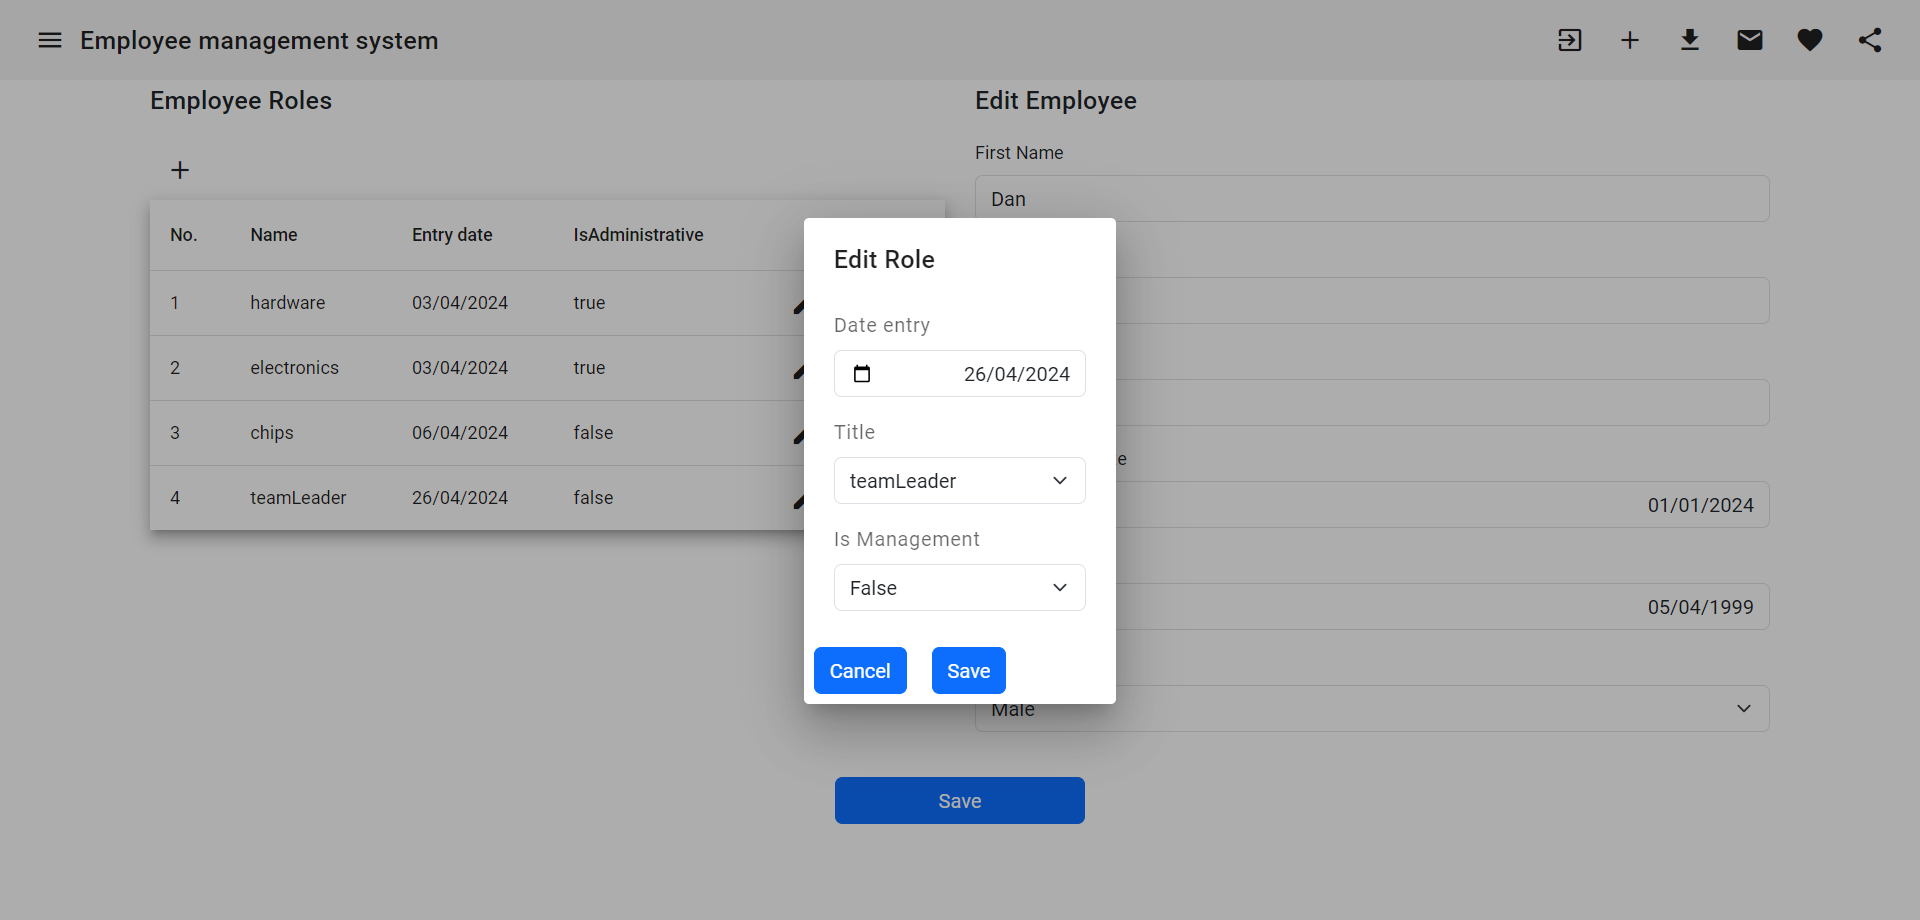 Employee management system
Employee Roles
No. Name Entry date IsAdministrative
1 hardware 03/04/2024 true
2 electronics 03/04/2024 true
3 chips 06/04/2024 false
4 teamLeader 26/04/2024 false
Edit Employee
First Name
Dan
01/01/2024
05/04/1999
Male
Save
Edit Role
Date entry
26/04/2024
Title
teamLeader
Is Management
False
Cancel Save